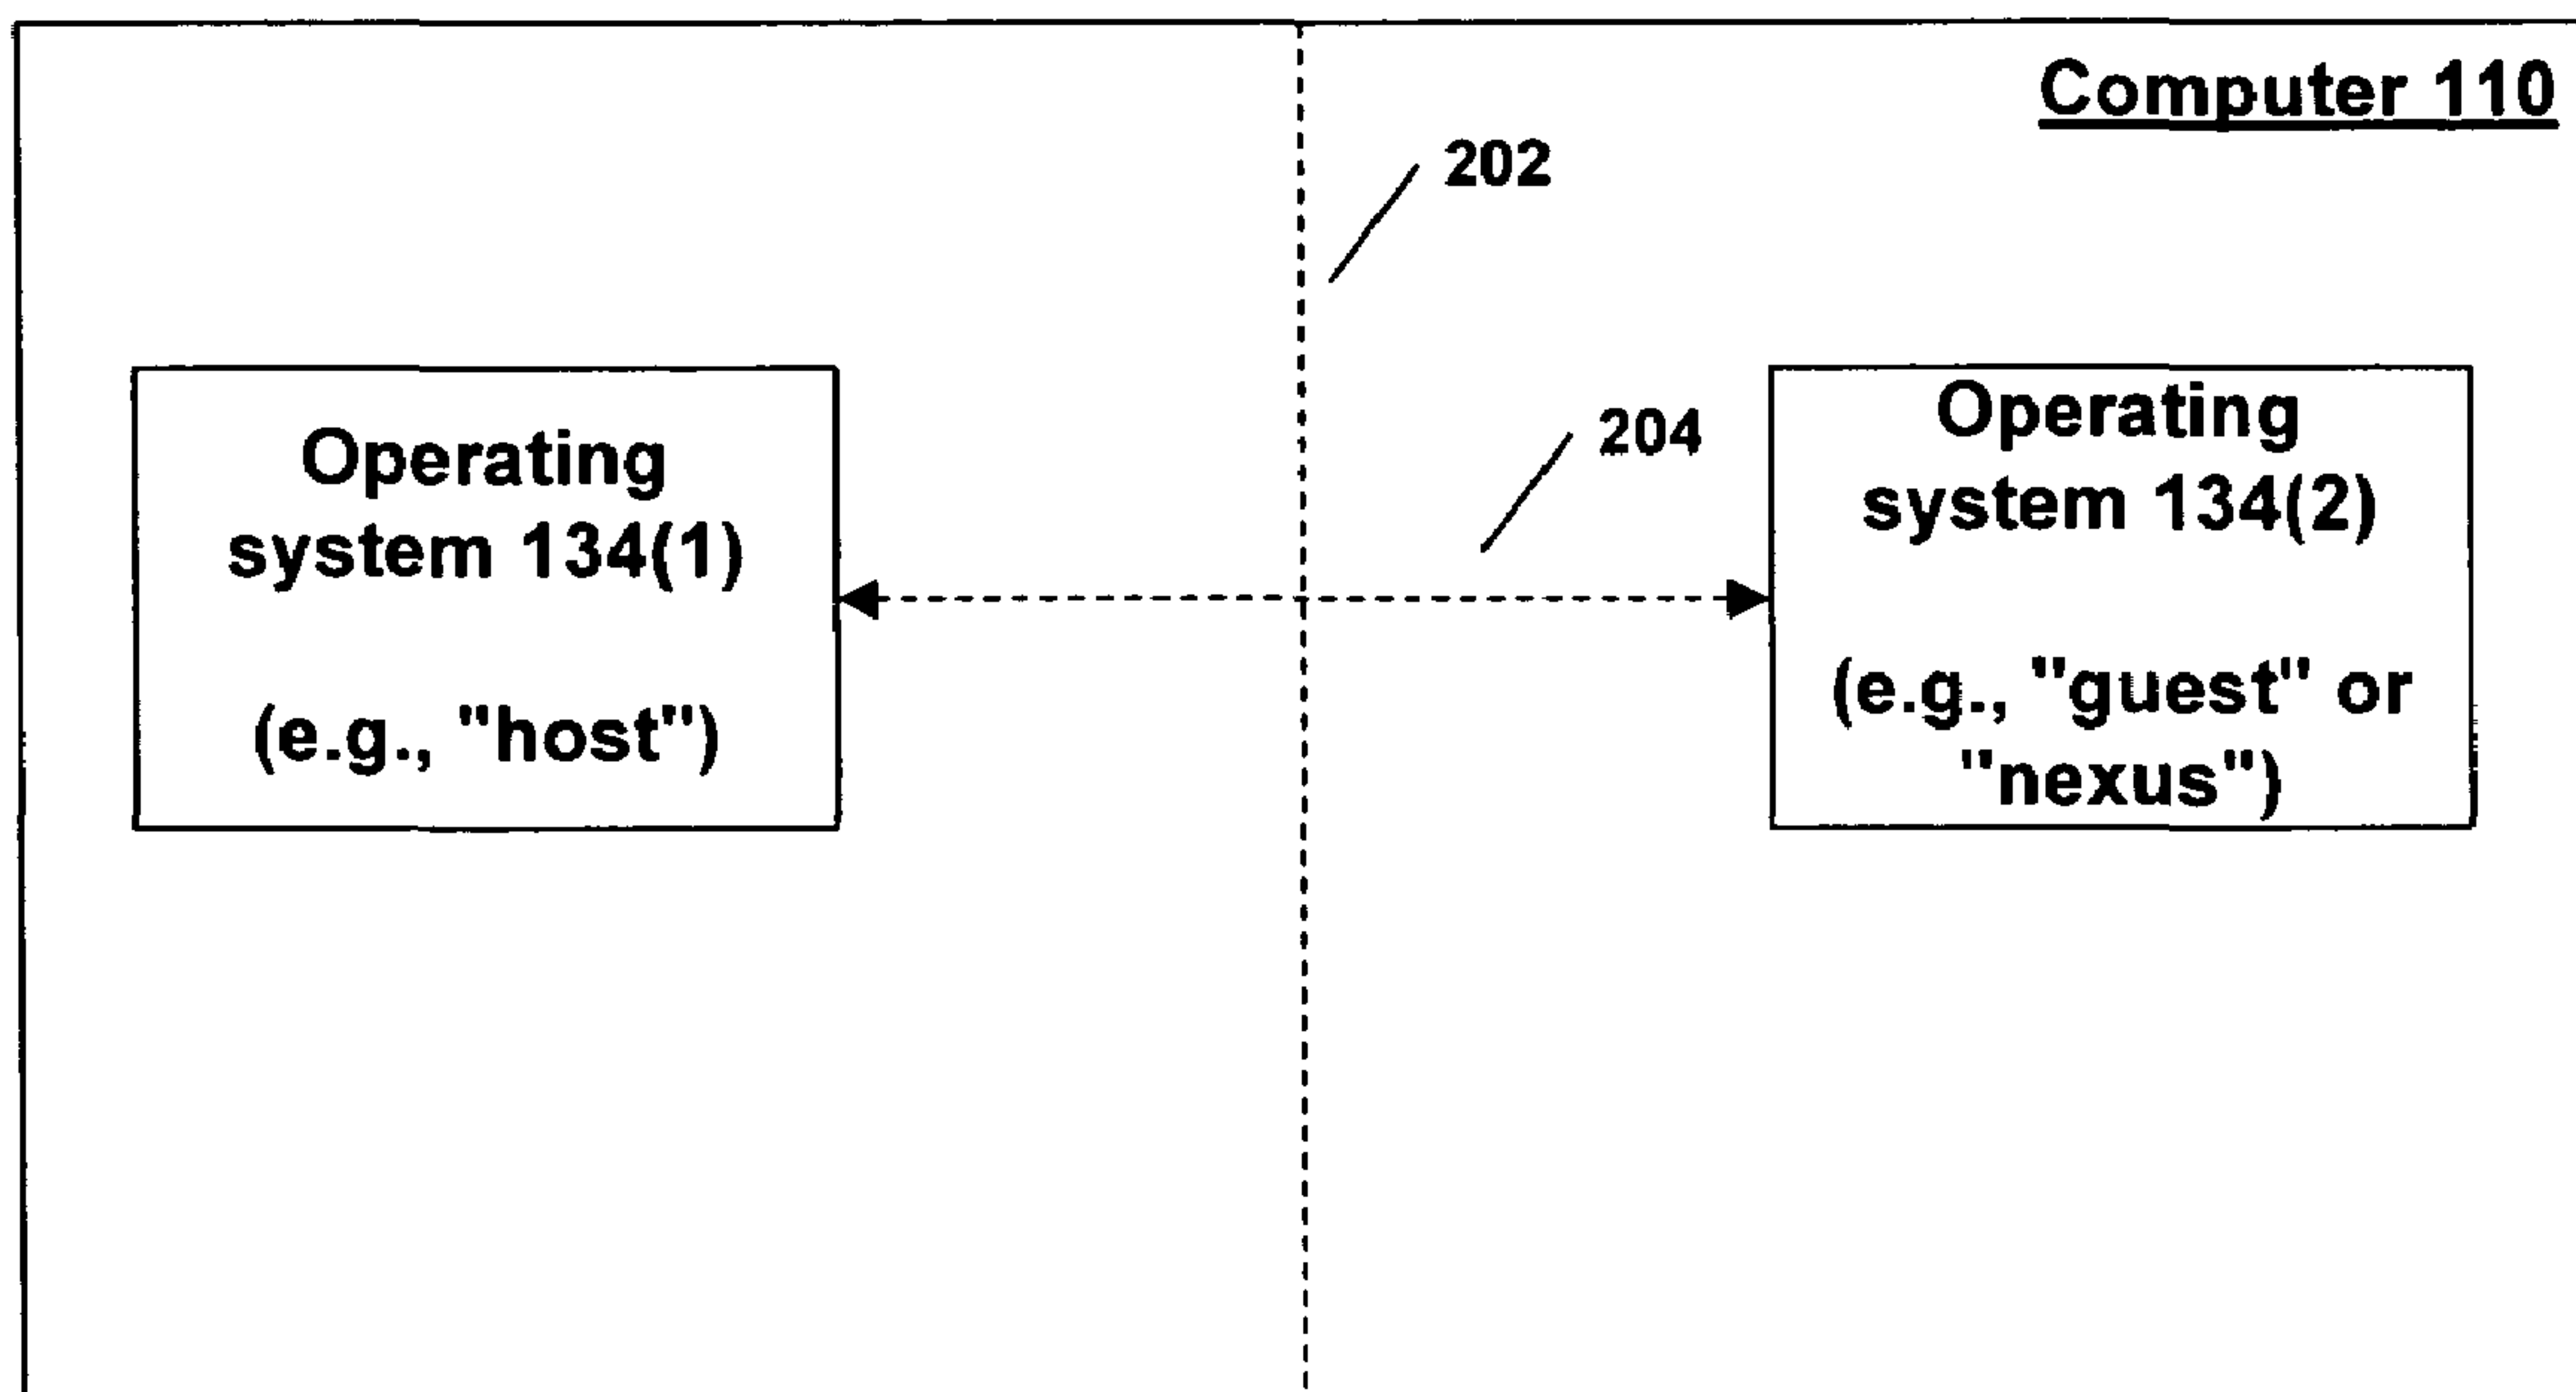 Computer 110
202
204
Operating
system 134(1)
(e.g., "host")
Operating
system 134(2)
(e.g., "guest" or
"nexus")